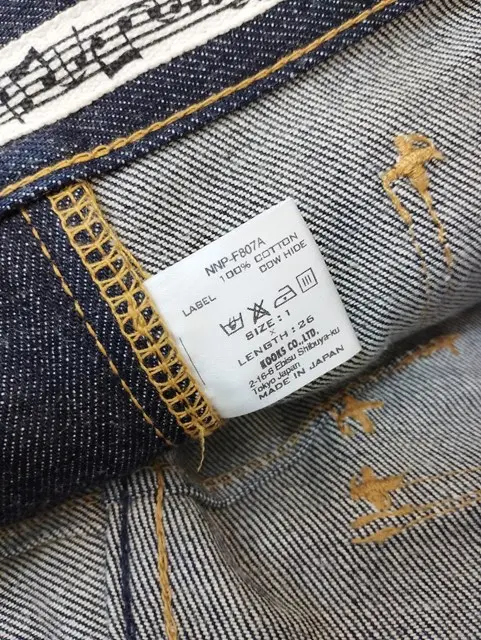 NNP-F807A
100% COTTON
LABEL COW HIDE
SIZE : 1
LENGTH : 26
KOOKS CO.,LTD.
2-16-6 Ebisu Shibuya-ku
Tokyo Japan
MADE IN JAPAN